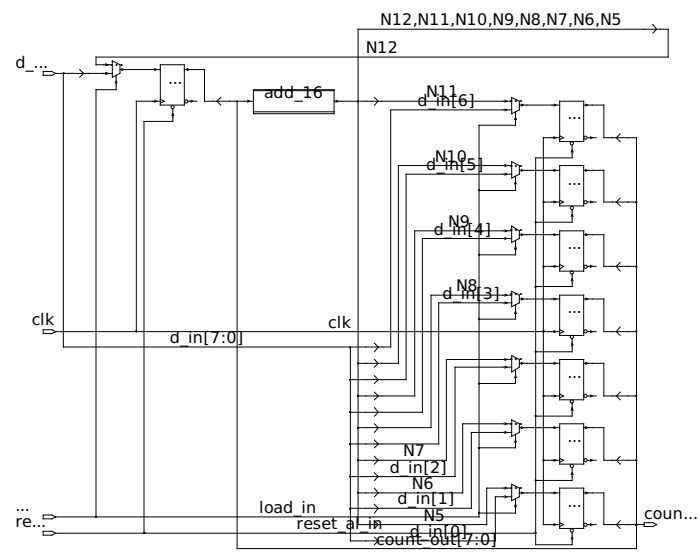 N12,N11,N10,N9,N8,N7,N6,N5
N12
d_...
...
add_16
N11
d_in[6]
...
N10
d_in[5]
...
N9
d_in[4]
...
N8
d_in[3]
...
clk
clk
d_in[7:0]
...
N7
d_in[2]
...
N6
d_in[1]
...
...
load_in
N5
coun...
re...
reset_al_in
d_in[0]
count_out[7:0]